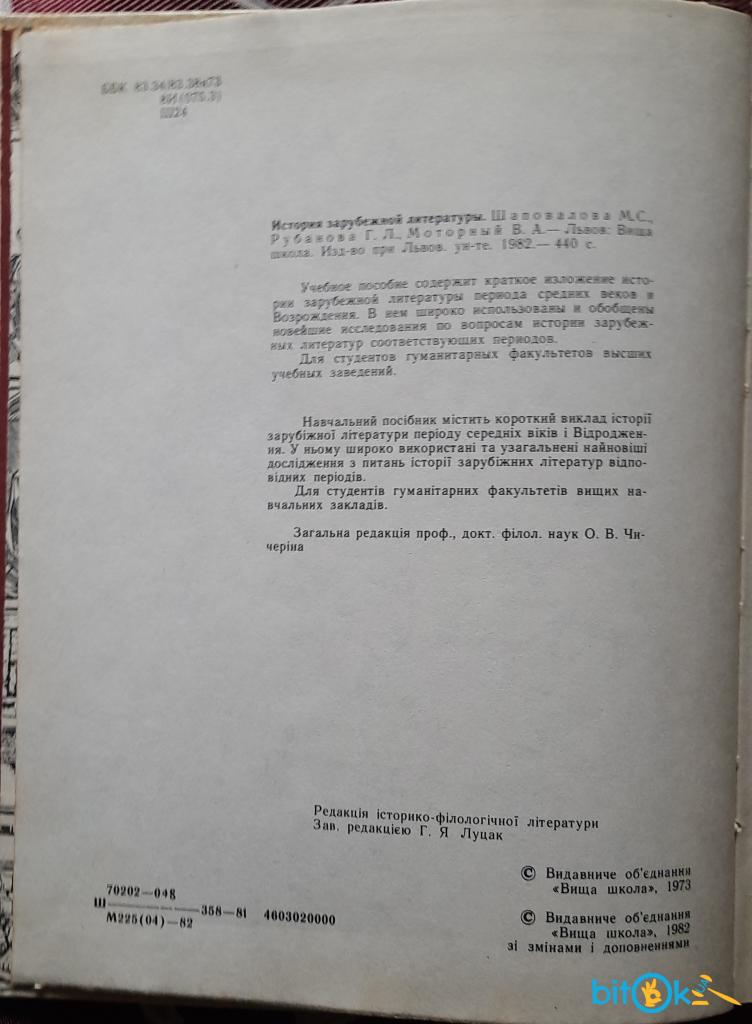 ББК 83.34я83.38я73
8И(075.3)
Ш24
История зарубежной литературы. Шаповалова М. С.,
Рубанова Г. Л., Моторный В. А.— Львов: Вища
школа. Изд-во при Львов. ун-те. 1982.— 440 с.
Учебное пособие содержит краткое изложение исто-
рии зарубежной литературы периода средних веков и
Возрождения. В нем широко использованы и обобщены
новейшие исследования по вопросам истории зарубеж-
ных литератур соответствующих периодов.
Для студентов гуманитарных факультетов высших
учебных заведений.
Навчальний посібник містить короткий виклад історії
зарубіжної літератури періоду середніх віків і Відроджен-
ня. У ньому широко використані та узагальнені найновіші
дослідження з питань історії зарубіжних літератур відпо-
відних періодів.
Для студентів гуманітарних факультетів вищих на-
вчальних закладів.
Загальна редакція проф., докт. філол. наук О. В. Чи-
черіна
Редакція історико-філологічної літератури
Зав. редакцією Г. Я Луцак
70202—048
Ш—————358—81 4603020000
М225(04)—82
© Видавниче об'єднання
«Вища школа», 1973
© Видавниче об'єднання
«Вища школа», 1982
зі змінами і доповненнями
bitok.ua